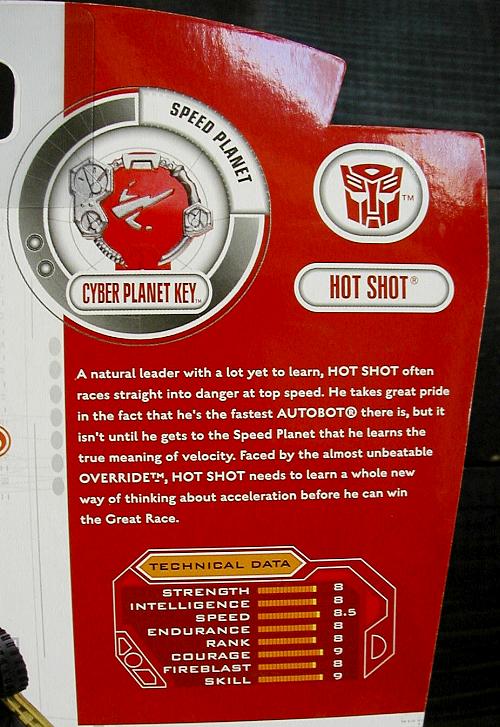 SPEED PLANET
CYBER PLANET KEY™
™
HOT SHOT®
A natural leader with a lot yet to learn, HOT SHOT often
races straight into danger at top speed. He takes great pride
in the fact that he's the fastest AUTOBOT® there is, but it
isn't until he gets to the Speed Planet that he learns the
true meaning of velocity. Faced by the almost unbeatable
OVERRIDE™, HOT SHOT needs to learn a whole new
way of thinking about acceleration before he can win
the Great Race.
TECHNICAL DATA
STRENGTH 8
INTELLIGENCE 8
SPEED 8.5
ENDURANCE 8
RANK 8
COURAGE 9
FIREBLAST 8
SKILL 9